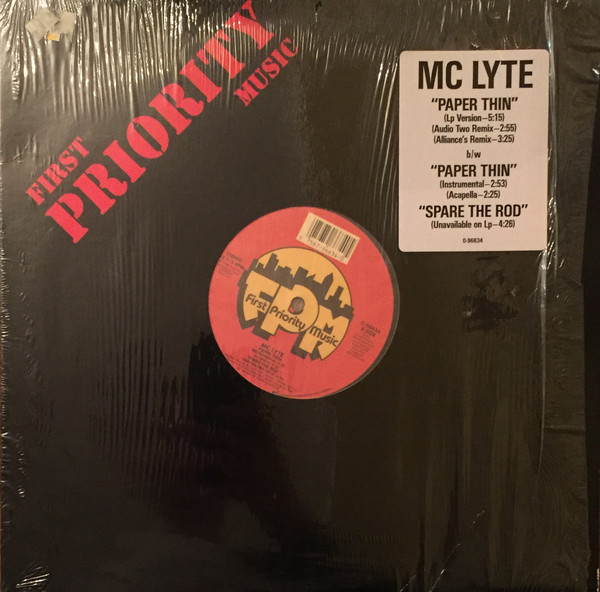 FIRST
PRIORITY
MUSIC
MC LYTE
"PAPER THIN"
(Lp Version–5:15)
(Audio Two Remix–2:55)
(Alliance's Remix–3:25)
b/w
"PAPER THIN"
(Instrumental–2:53)
(Acapella–2:25)
"SPARE THE ROD"
(Unavailable on Lp–4:26)
0-96634
FPM
First Priority Music
MC LYTE